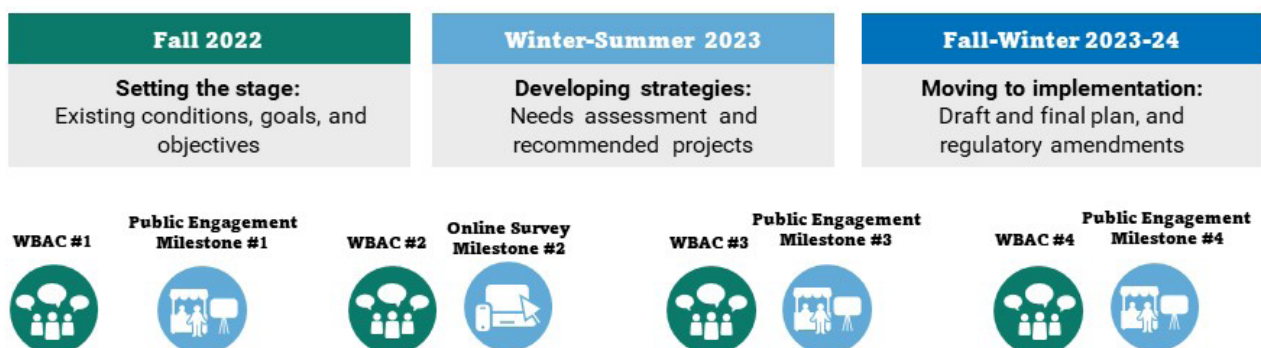 Fall 2022
Setting the stage:
Existing conditions, goals, and
objectives
Winter-Summer 2023
Developing strategies:
Needs assessment and
recommended projects
Fall-Winter 2023-24
Moving to implementation:
Draft and final plan, and
regulatory amendments
WBAC #1
Public Engagement
Milestone #1
WBAC #2
Online Survey
Milestone #2
WBAC #3
Public Engagement
Milestone #3
WBAC #4
Public Engagement
Milestone #4